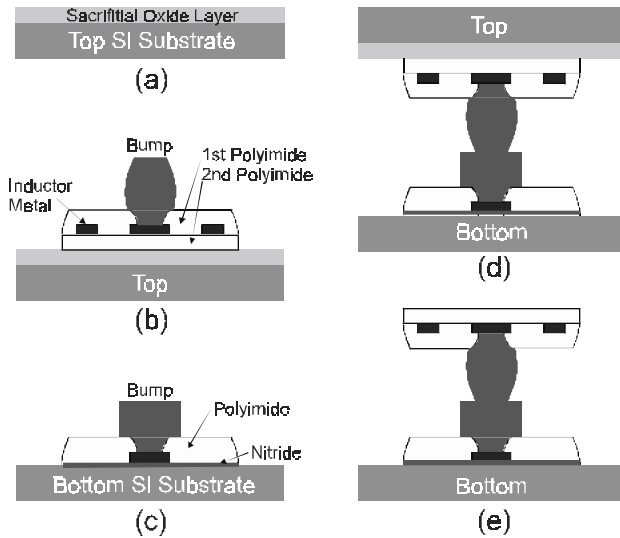 Sacrifitial Oxide Layer
Top SI Substrate
(a)
Bump
1st Polyimide
2nd Polyimide
Inductor
Metal
Top
(b)
Bump
Polyimide
Nitride
Bottom SI Substrate
(c)
Top
Bottom
(d)
Bottom
(e)